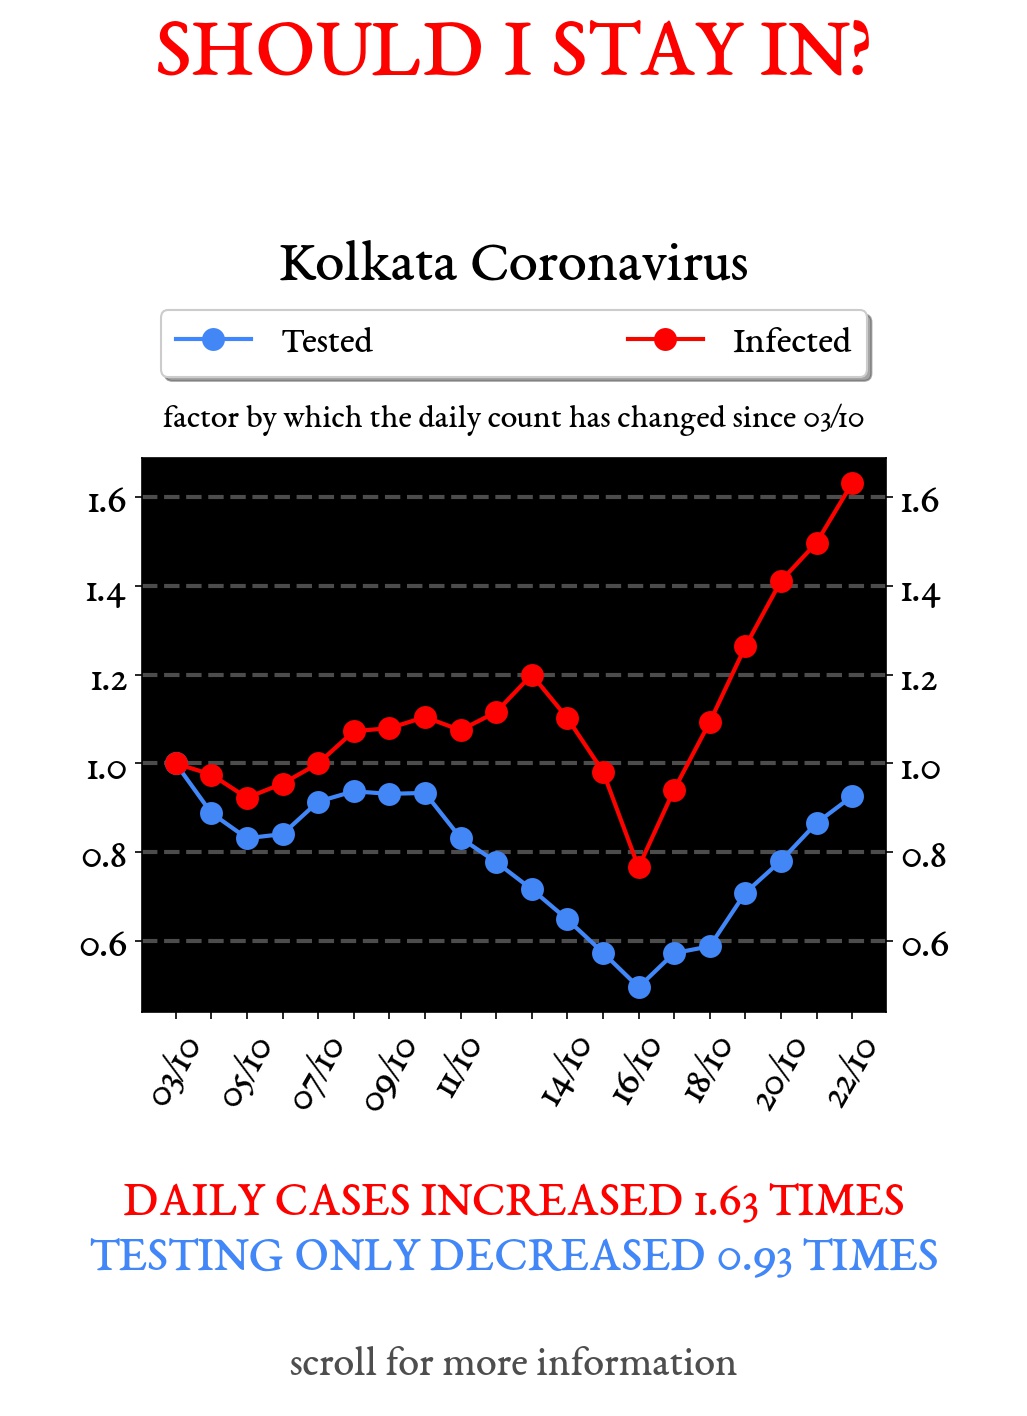 SHOULD I STAY IN?
Kolkata Coronavirus
Tested Infected
factor by which the daily count has changed since 03/10
1.6 1.6
1.4 1.4
1.2 1.2
1.0 1.0
0.8 0.8
0.6 0.6
03/10 05/10 07/10 09/10 11/10 14/10 16/10 18/10 20/10 22/10
DAILY CASES INCREASED 1.63 TIMES
TESTING ONLY DECREASED 0.93 TIMES
scroll for more information